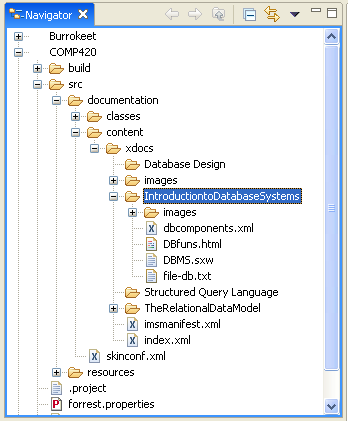 Navigator
Burrokeet
COMP420
build
src
documentation
classes
content
xdocs
Database Design
images
IntroductiontoDatabaseSystems
images
dbcomponents.xml
DBfuns.html
DBMS.sxw
file-db.txt
Structured Query Language
TheRelationalDataModel
imsmanifest.xml
index.xml
skinconf.xml
resources
.project
forrest.properties